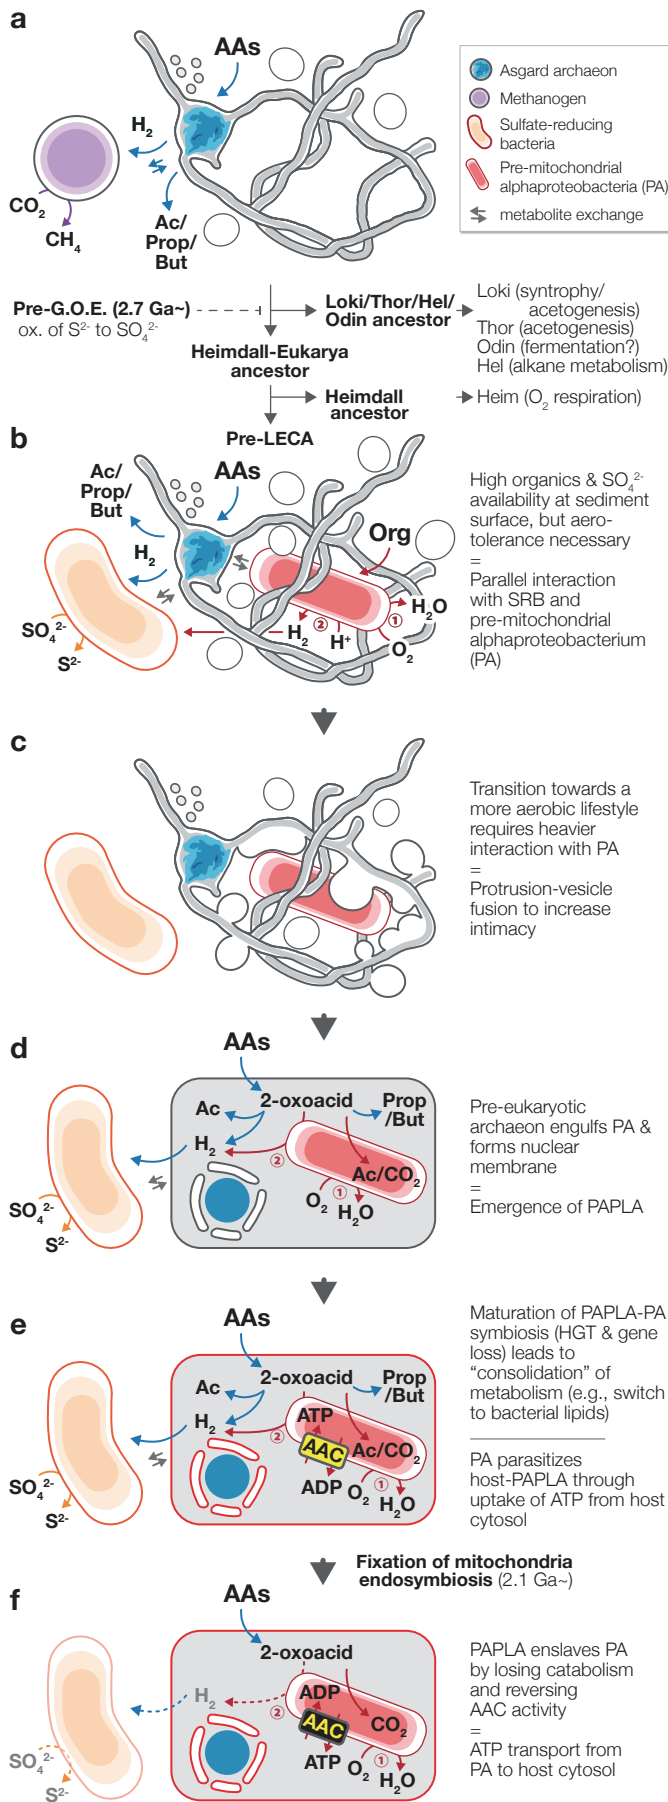 a
AAs
H2
CO2
CH4
Ac/
Prop/
But
Asgard archaeon
Methanogen
Sulfate-reducing
bacteria
Pre-mitochondrial
alphaproteobacteria (PA)
metabolite exchange
Pre-G.O.E. (2.7 Ga~)
ox. of S2- to SO42-
Loki/Thor/Hel/
Odin ancestor
Loki (syntrophy/
acetogenesis)
Thor (acetogenesis)
Odin (fermentation?)
Hel (alkane metabolism)
Heimdall-Eukarya
ancestor
Heimdall
ancestor
Heim (O2 respiration)
Pre-LECA
b
Ac/
Prop/
But
AAs
H2
Org
H2O
①
②
H2
H+
O2
SO42-
S2-
High organics & SO42-
availability at sediment
surface, but aero-
tolerance necessary
=
Parallel interaction
with SRB and
pre-mitochondrial
alphaproteobacterium
(PA)
c
Transition towards a
more aerobic lifestyle
requires heavier
interaction with PA
=
Protrusion-vesicle
fusion to increase
intimacy
d
AAs
Ac
2-oxoacid
Prop
/But
H2
②
Ac/CO2
O2
①
H2O
SO42-
S2-
Pre-eukaryotic
archaeon engulfs PA &
forms nuclear
membrane
=
Emergence of PAPLA
e
AAs
2-oxoacid
Ac
Prop
/But
H2
②
ATP
AAC
Ac/CO2
ADP
O2
①
H2O
SO42-
S2-
Maturation of PAPLA-PA
symbiosis (HGT & gene
loss) leads to
“consolidation” of
metabolism (e.g., switch
to bacterial lipids)
PA parasitizes
host-PAPLA through
uptake of ATP from host
cytosol
Fixation of mitochondria
endosymbiosis (2.1 Ga~)
f
AAs
2-oxoacid
H2
②
ADP
AAC
CO2
ATP
O2
①
H2O
SO42-
S2-
PAPLA enslaves PA
by losing catabolism
and reversing
AAC activity
=
ATP transport from
PA to host cytosol